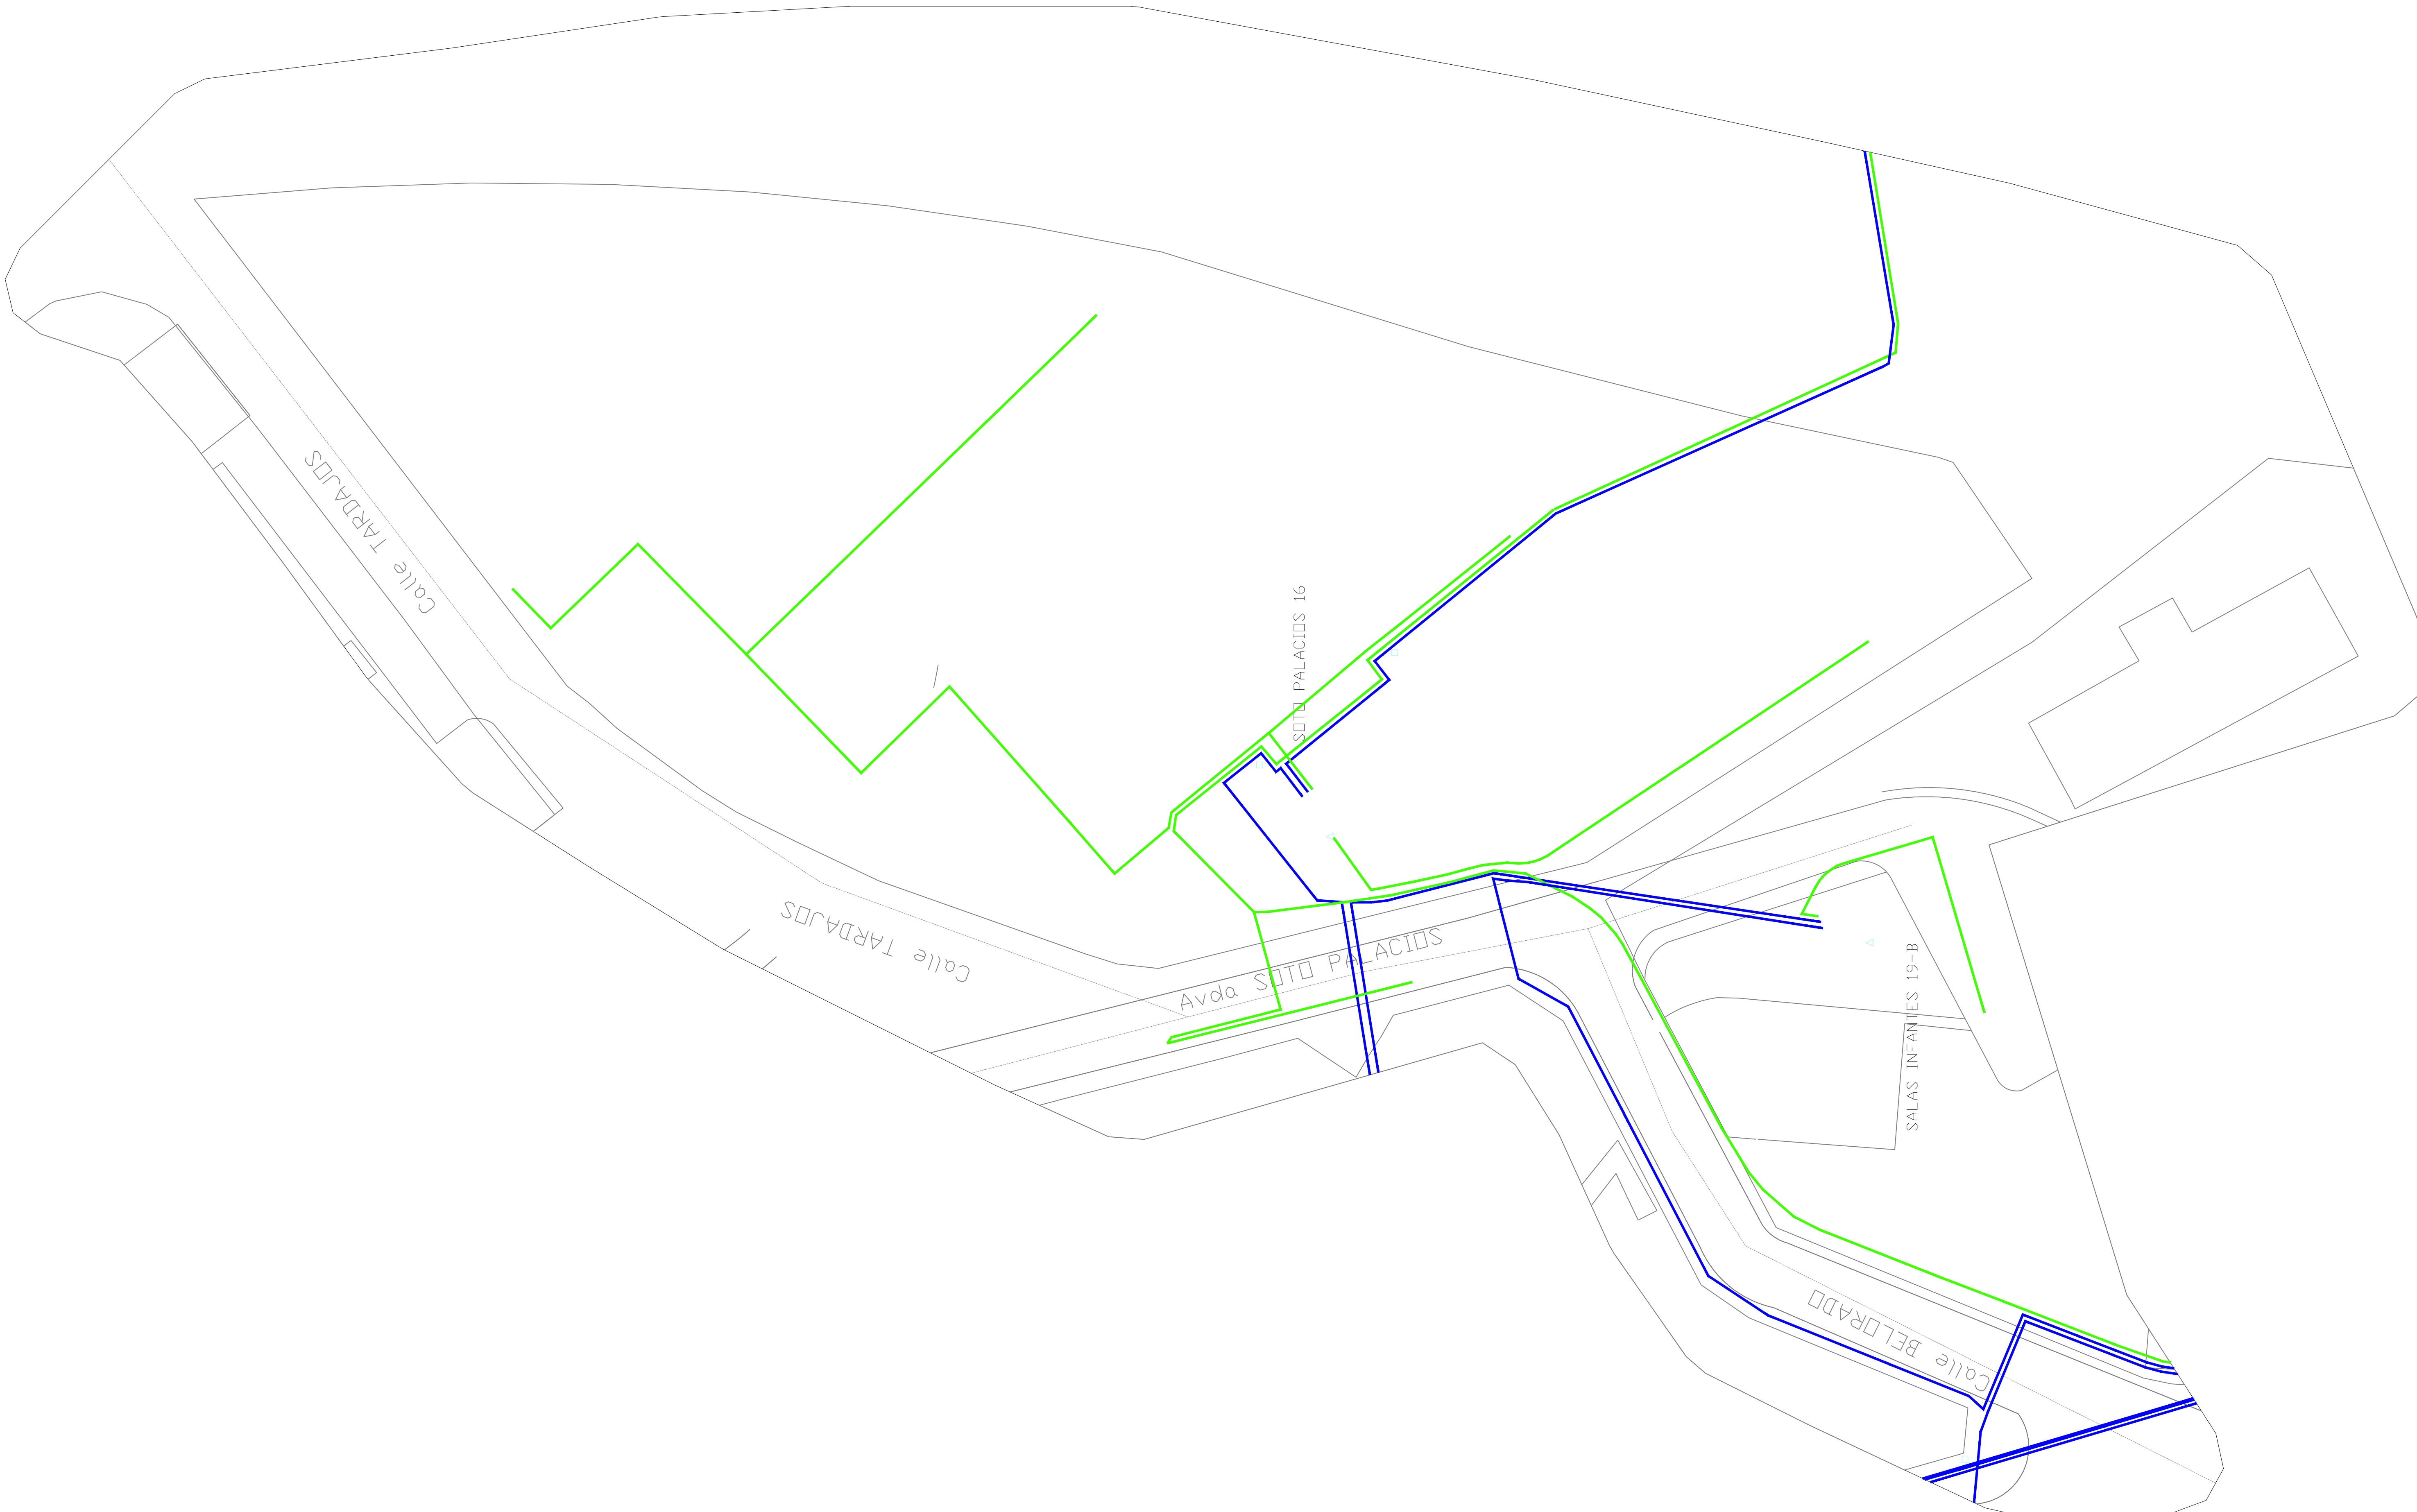 Calle TARDAJOS
SOTO PALACIOS 16
Calle TARDAJOS
Avda SOTO PALACIOS
SALAS INFANTES 19-B
Calle BELORADO